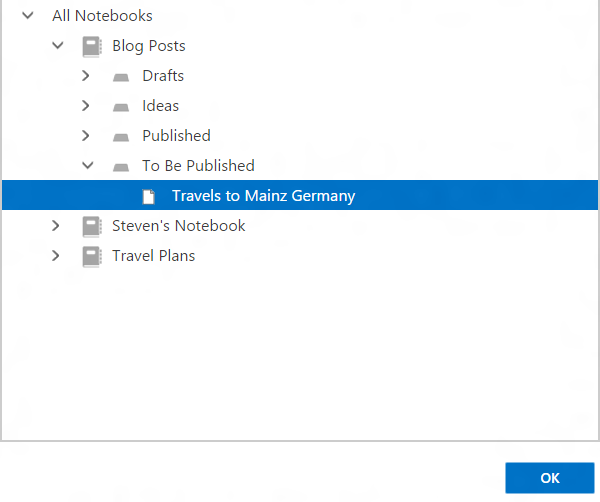 All Notebooks
Blog Posts
Drafts
Ideas
Published
To Be Published
Travels to Mainz Germany
Steven's Notebook
Travel Plans
OK